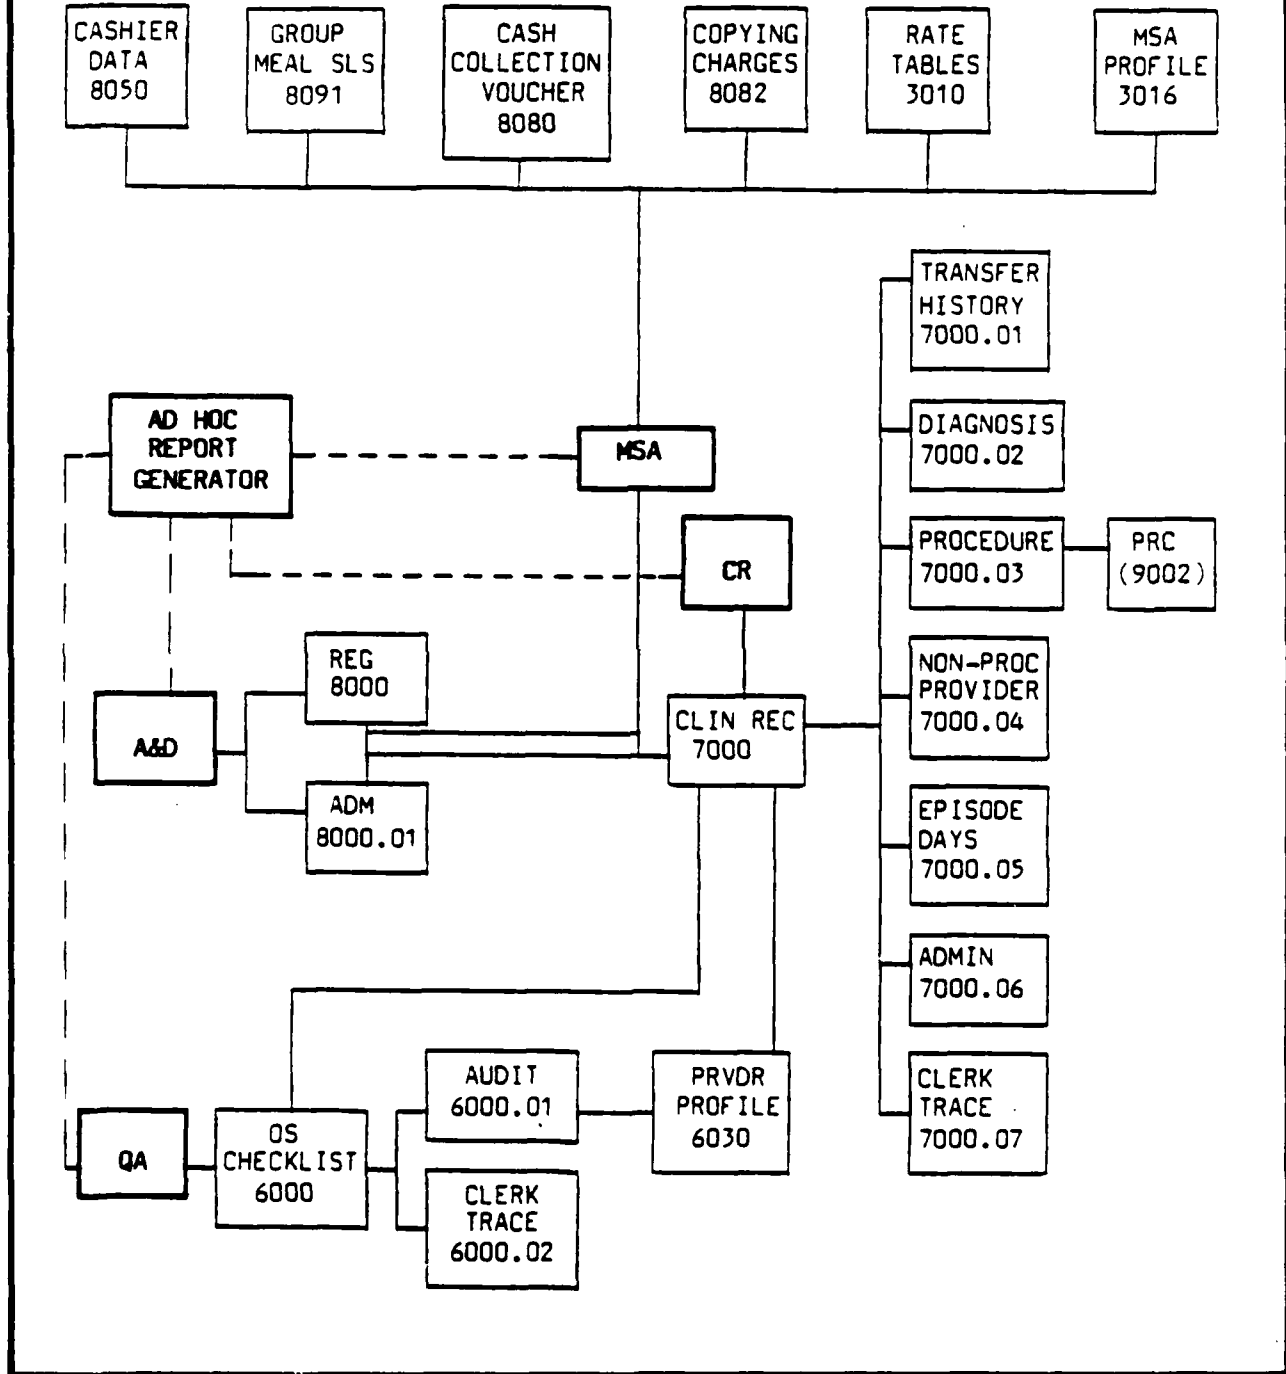 CASHIER
DATA
8050
GROUP
MEAL SLS
8091
CASH
COLLECTION
VOUCHER
8080
COPYING
CHARGES
8082
RATE
TABLES
3010
MSA
PROFILE
3016
TRANSFER
HISTORY
7000.01
AD HOC
REPORT
GENERATOR
MSA
DIAGNOSIS
7000.02
CR
PROCEDURE
7000.03
PRC
(9002)
REG
8000
NON-PROC
PROVIDER
7000.04
A&D
CLIN REC
7000
ADM
8000.01
EPISODE
DAYS
7000.05
ADMIN
7000.06
AUDIT
6000.01
PRVDR
PROFILE
6030
CLERK
TRACE
7000.07
QA
OS
CHECKLIST
6000
CLERK
TRACE
6000.02